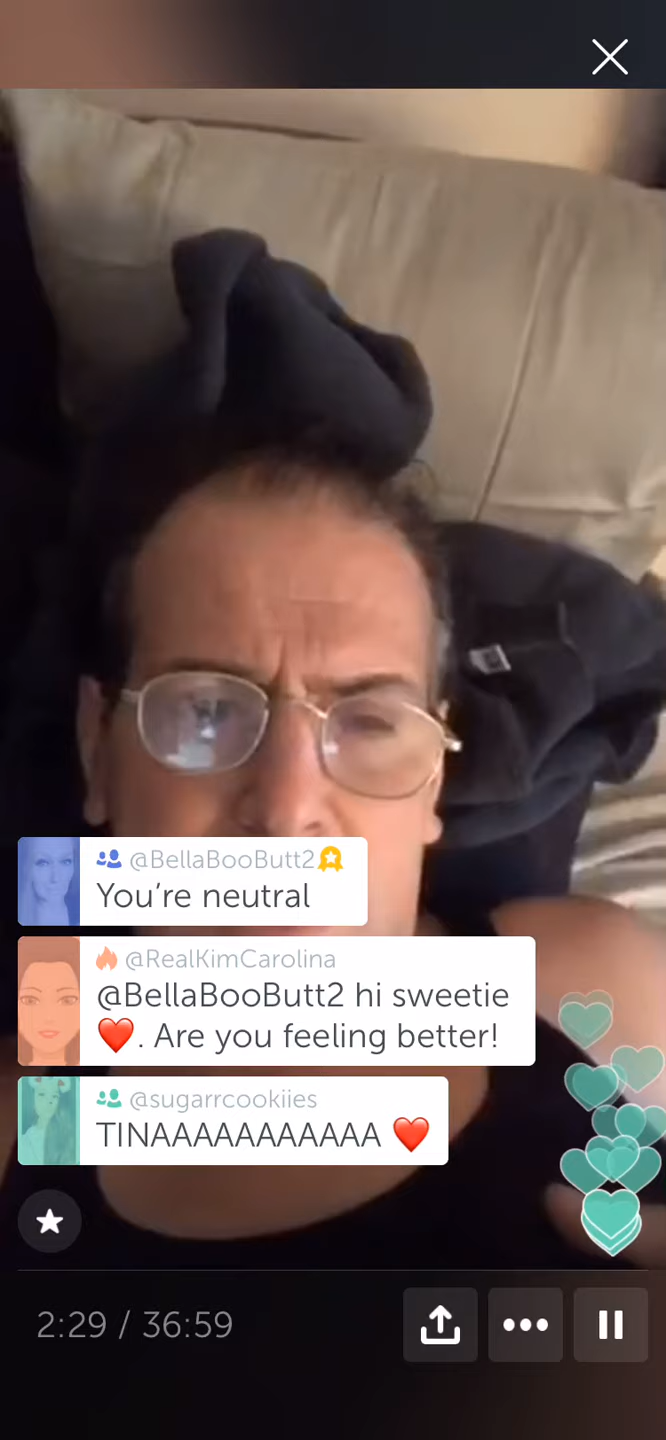 @BellaBooButt2
You're neutral
@RealKimCarolina
@BellaBooButt2 hi sweetie
❤️. Are you feeling better!
@sugarrcookiies
TINAAAAAAAAAAA ❤️
2:29 / 36:59